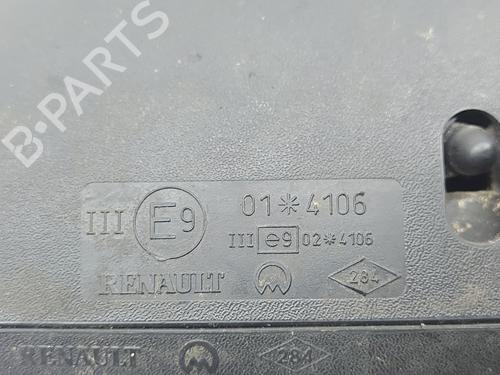 B-PARTS
III E9 01*4106
III e9 02*4106
RENAULT 284
RENAULT 284